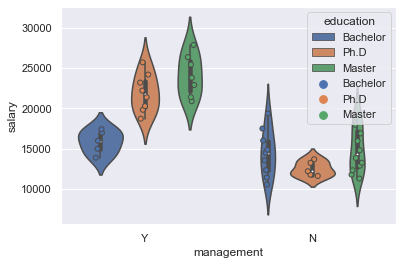 education
Bachelor
Ph.D
Master
Bachelor
Ph.D
Master
30000
25000
20000
15000
10000
salary
Y
N
management